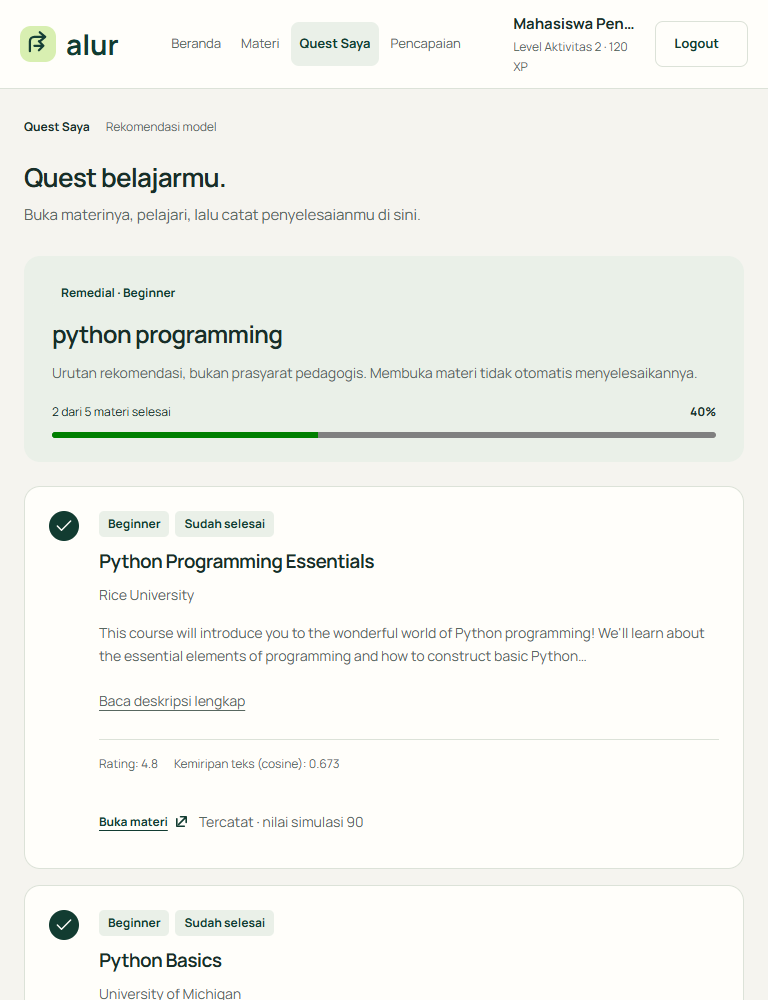 alur
Beranda
Materi
Quest Saya
Pencapaian
Mahasiswa Pen...
Level Aktivitas 2 · 120
XP
Logout
Quest Saya
Rekomendasi model
Quest belajarmu.
Buka materinya, pelajari, lalu catat penyelesaianmu di sini.
Remedial · Beginner
python programming
Urutan rekomendasi, bukan prasyarat pedagogis. Membuka materi tidak otomatis menyelesaikannya.
2 dari 5 materi selesai
40%
Beginner
Sudah selesai
Python Programming Essentials
Rice University
This course will introduce you to the wonderful world of Python programming! We'll learn about
the essential elements of programming and how to construct basic Python...
Baca deskripsi lengkap
Rating: 4.8
Kemiripan teks (cosine): 0.673
Buka materi
Tercatat · nilai simulasi 90
Beginner
Sudah selesai
Python Basics
University of Michigan